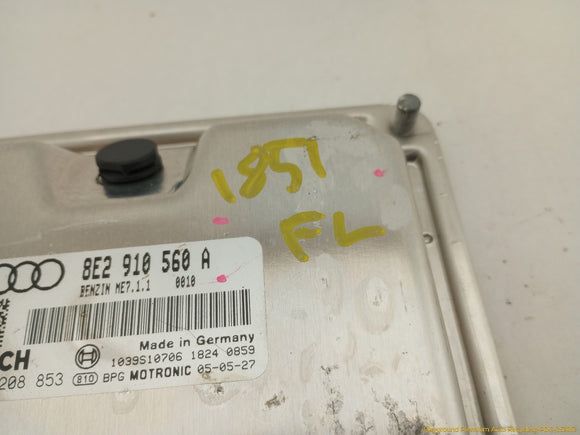 1851
FL
8E2 910 560 A
BENZIN ME7.1.1 0010
Made in Germany
CH
1039S10706 1824 0859
208 853 810 BPG MOTRONIC 05-05-27